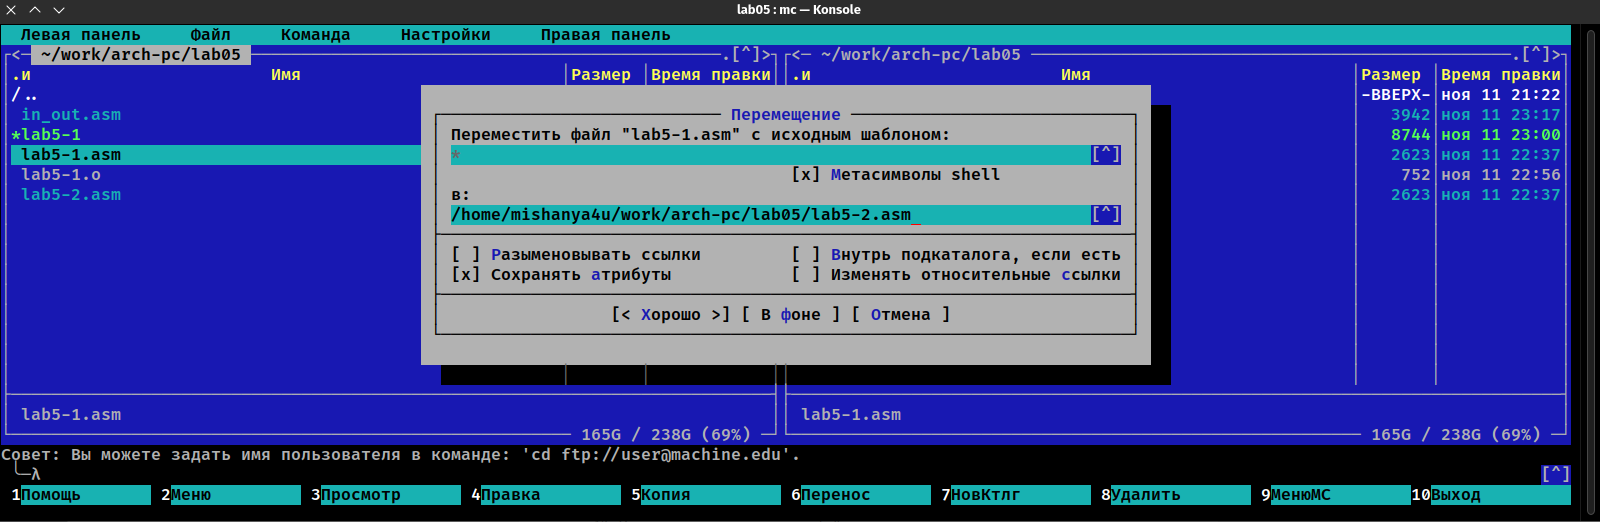 lab05 : mc — Konsole
Левая панель Файл Команда Настройки Правая панель
<— ~/work/arch-pc/lab05 .[^]> <— ~/work/arch-pc/lab05 .[^]>
.и Имя Размер Время правки .и Имя Размер Время правки
/.. -ВВЕРХ- ноя 11 21:22
in_out.asm 3942 ноя 11 23:17
*lab5-1 8744 ноя 11 23:00
lab5-1.asm 2623 ноя 11 22:37
lab5-1.o 752 ноя 11 22:56
lab5-2.asm 2623 ноя 11 22:37
Перемещение
Переместить файл "lab5-1.asm" с исходным шаблоном:
* [^]
[x] Метасимволы shell
в:
/home/mishanya4u/work/arch-pc/lab05/lab5-2.asm [^]
[ ] Разыменовывать ссылки [ ] Внутрь подкаталога, если есть
[x] Сохранять атрибуты [ ] Изменять относительные ссылки
[< Хорошо >] [ В фоне ] [ Отмена ]
lab5-1.asm lab5-1.asm
165G / 238G (69%) 165G / 238G (69%)
Совет: Вы можете задать имя пользователя в команде: 'cd ftp://user@machine.edu'.
╰─λ [^]
1Помощь 2Меню 3Просмотр 4Правка 5Копия 6Перенос 7НовКтлг 8Удалить 9МенюМС 10Выход